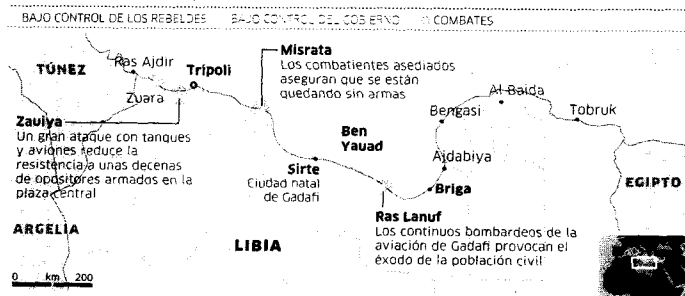 BAJO CONTROL DE LOS REBELDES
BAJO CONTROL DEL GOBIERNO
COMBATES
TÚNEZ
Ras Ajdir
Zuara
Trípoli
Misrata
Los combatientes asediados
aseguran que se están
quedando sin armas
Zauiya
Un gran ataque con tanques
y aviones reduce la
resistencia a unas decenas
de opositores armados en la
plaza central
Sirte
Ciudad natal
de Gadafi
Ben
Yauad
Bengasi
Al Baida
Tobruk
Ajdabiya
Briga
Ras Lanuf
Los continuos bombardeos de la
aviación de Gadafi provocan el
éxodo de la población civil
EGIPTO
ARGELIA
LIBIA
0 km 200